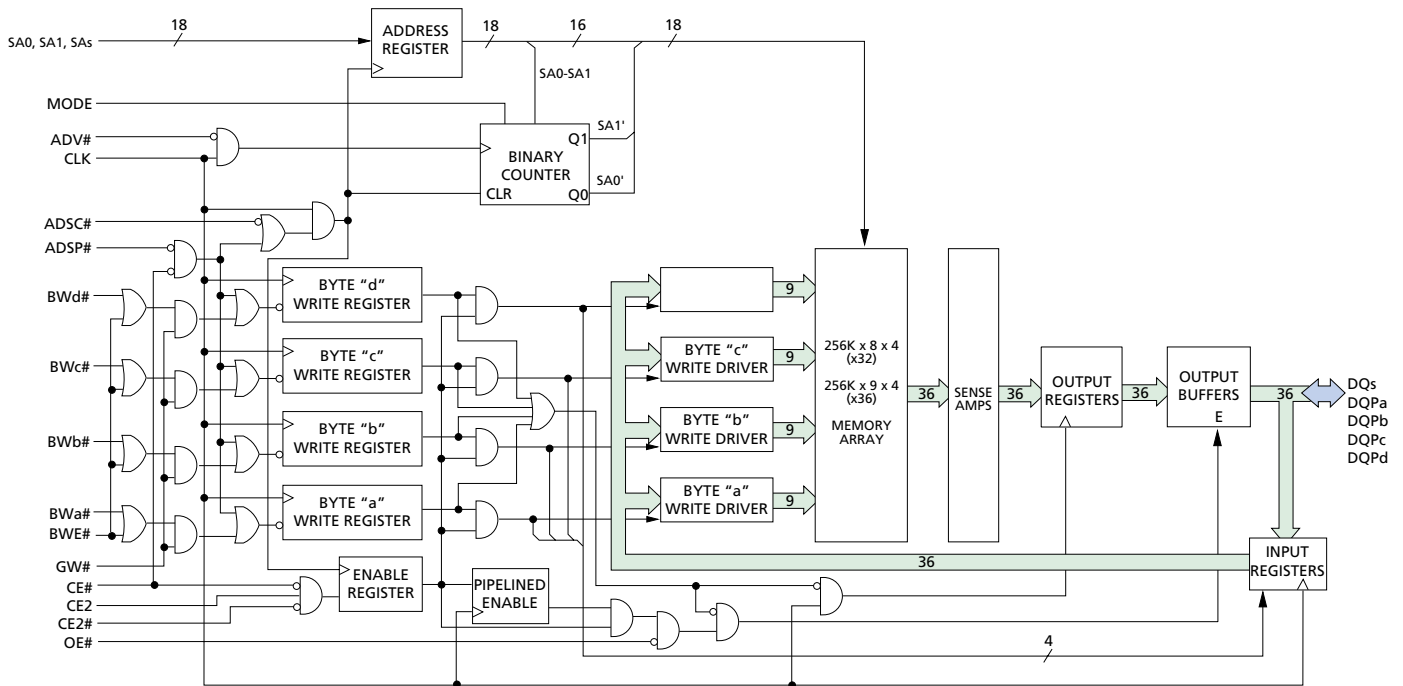 18
SA0, SA1, SAs
ADDRESS
REGISTER
18
16
18
SA0-SA1
MODE
ADV#
CLK
BINARY
COUNTER
CLR
Q1
Q0
SA1'
SA0'
ADSC#
ADSP#
BWd#
BYTE “d”
WRITE REGISTER
9
BWc#
BYTE “c”
WRITE REGISTER
BYTE “c”
WRITE DRIVER
9
BWb#
BYTE “b”
WRITE REGISTER
BYTE “b”
WRITE DRIVER
9
BWa#
BWE#
BYTE “a”
WRITE REGISTER
BYTE “a”
WRITE DRIVER
9
256K x 8 x 4
(x32)
256K x 9 x 4
(x36)
MEMORY
ARRAY
36
SENSE
AMPS
36
OUTPUT
REGISTERS
36
OUTPUT
BUFFERS
E
36
DQs
DQPa
DQPb
DQPc
DQPd
GW#
CE#
CE2
CE2#
OE#
ENABLE
REGISTER
PIPELINED
ENABLE
36
INPUT
REGISTERS
4